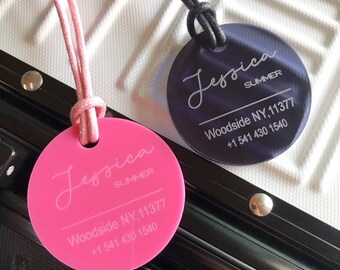 Jessica
SUMMER
Woodside NY.11377
+1 541 430 1540
Jessica
SUMMER
Woodside NY.11377
+1 541 430 1540